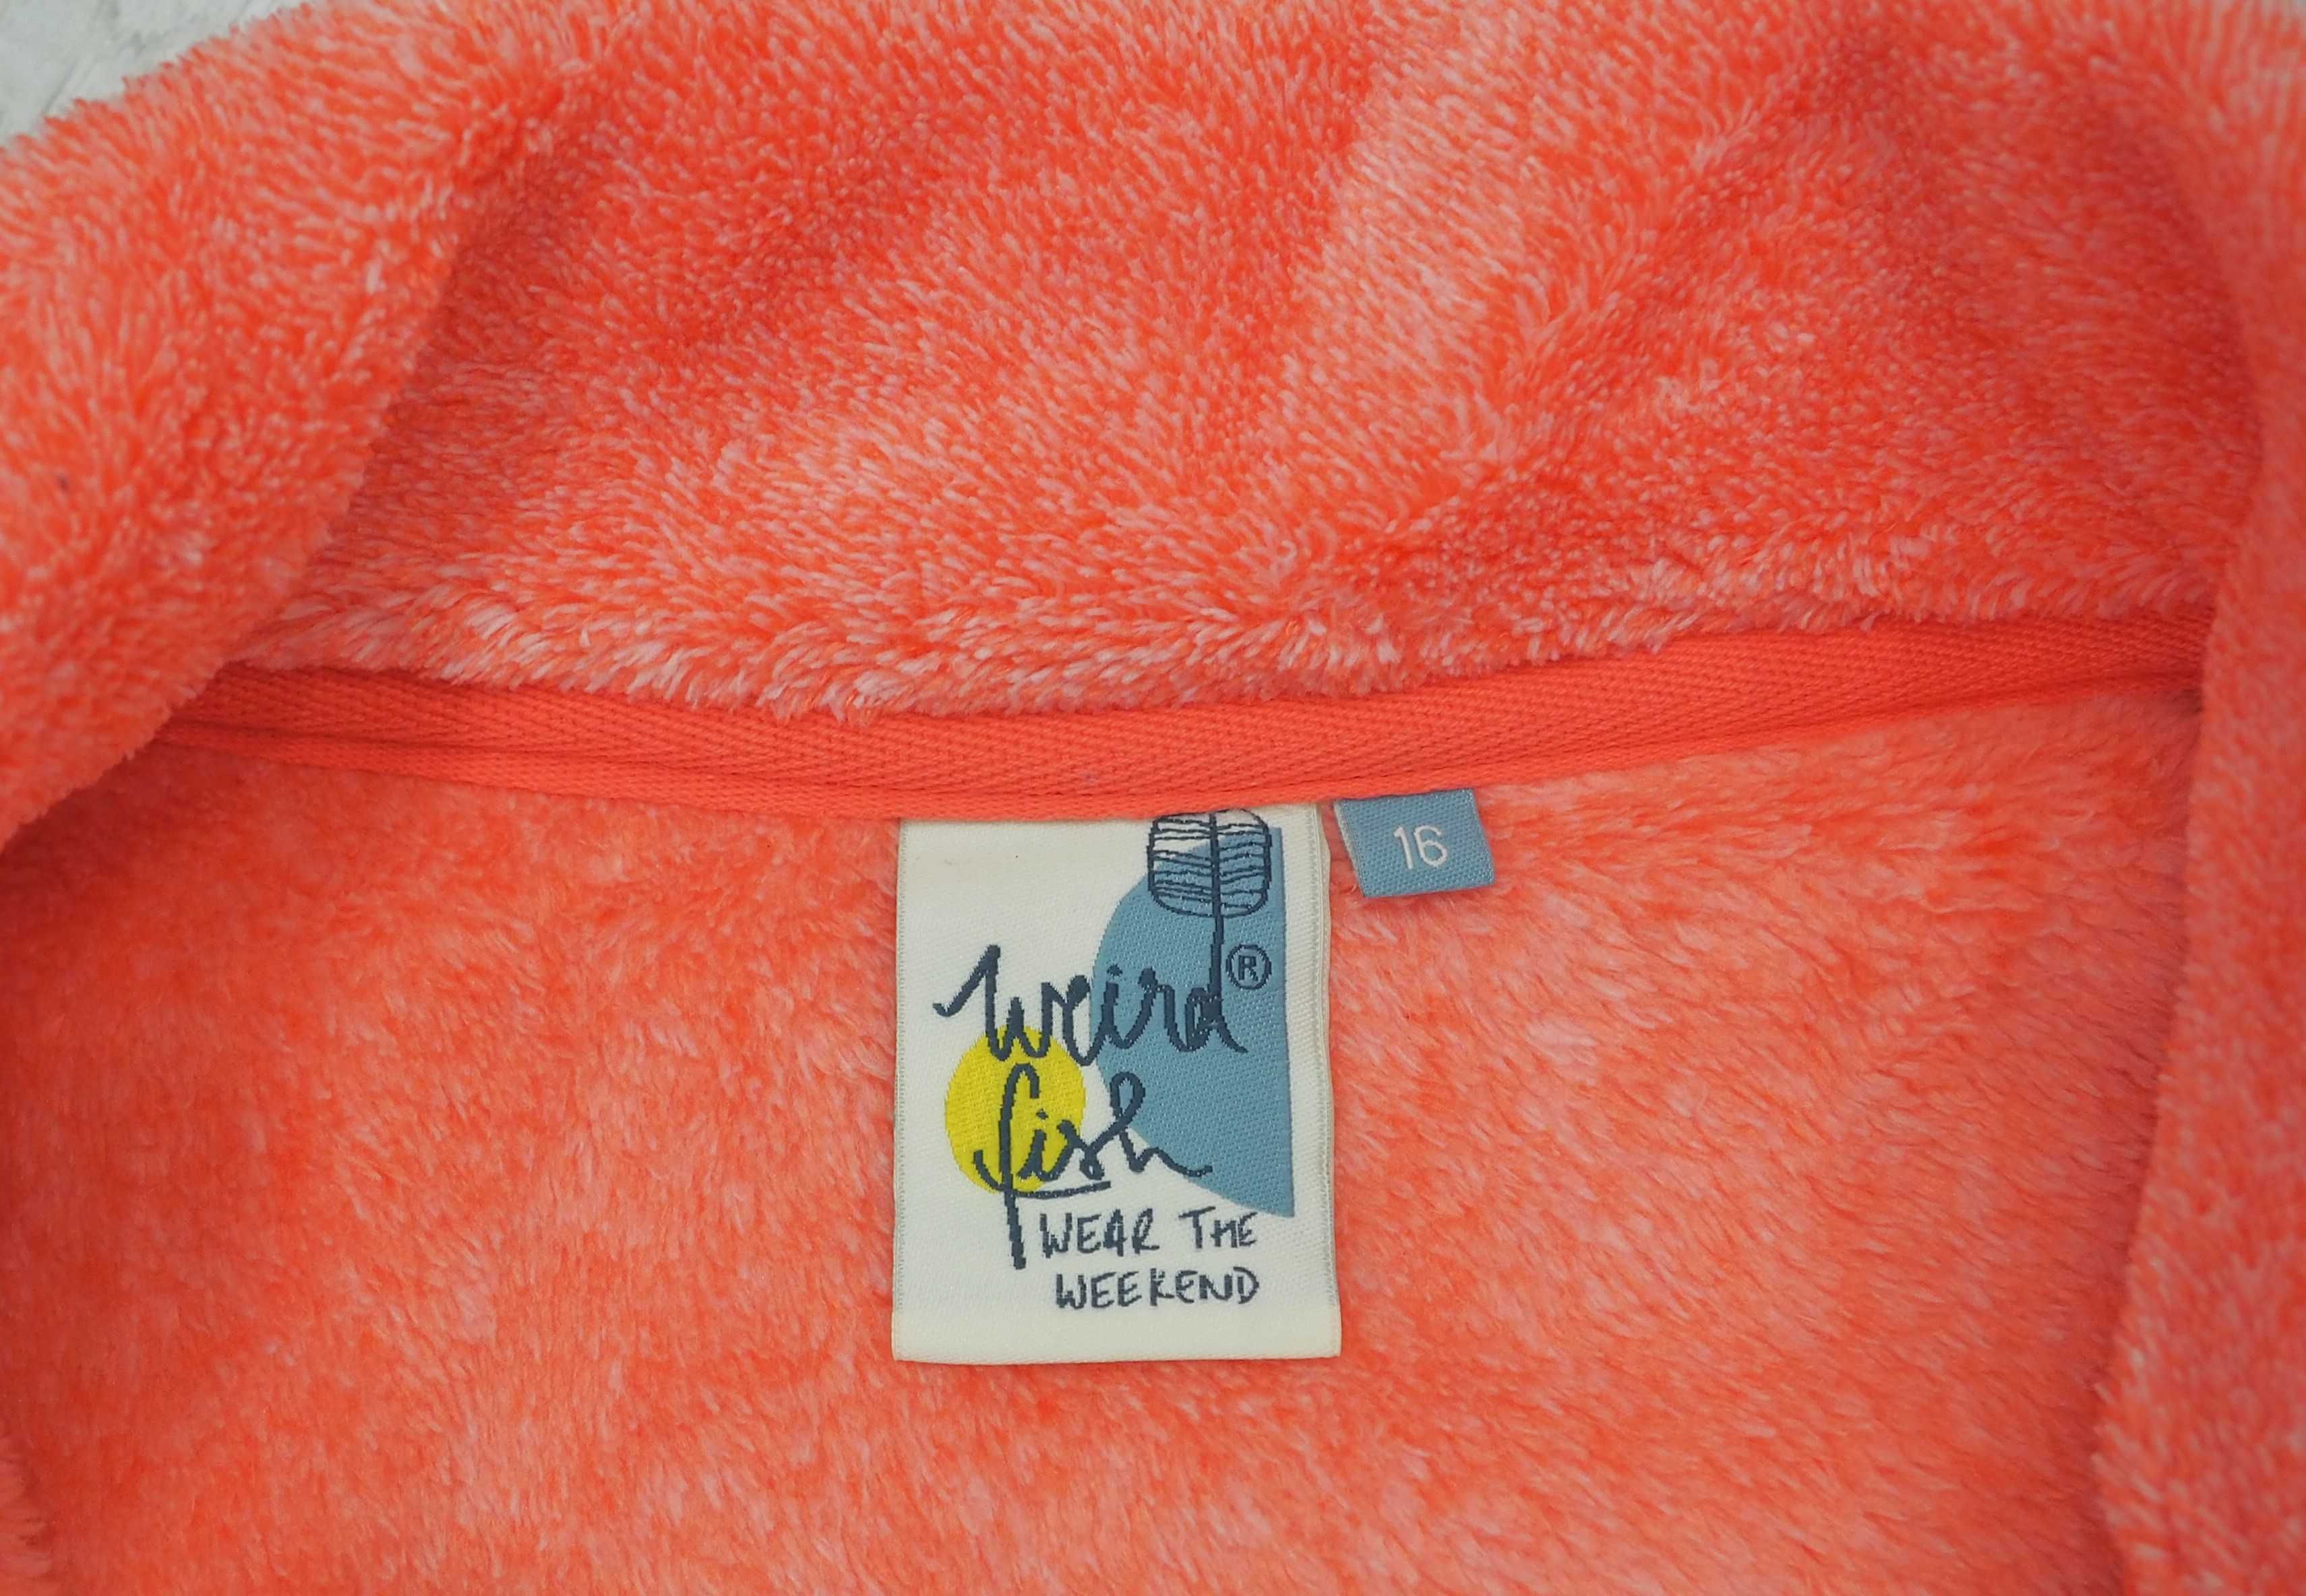 16
weird®
fish
WEAR THE
WEEKEND